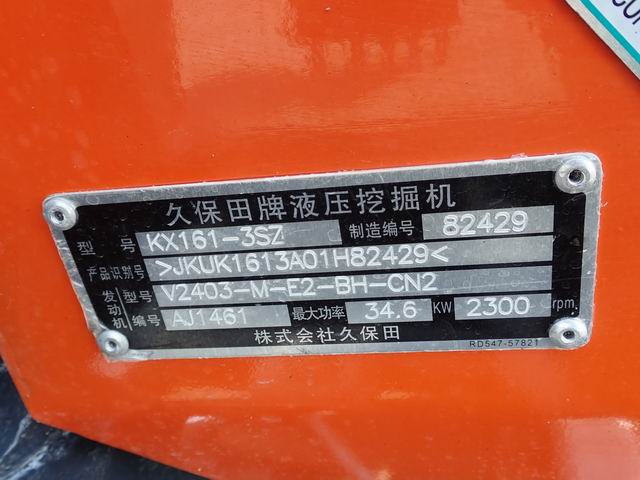 久保田牌液压挖掘机
型号 KX161-3SZ 制造编号 82429
产品识别号 >JKUK1613A01H82429<
发动机 型号 V2403-M-E2-BH-CN2
编号 AJ1461 最大功率 34.6 KW 2300 rpm.
株式会社久保田
RD547-57821